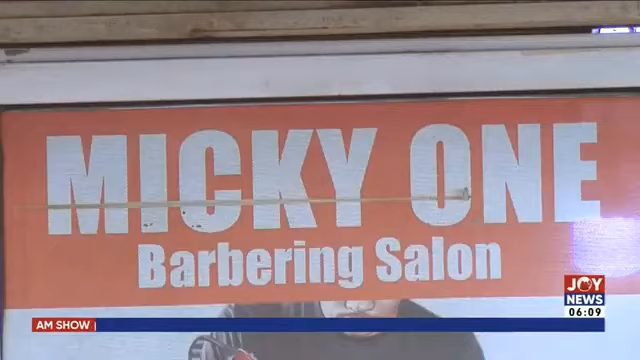 MICKY ONE
Barbering Salon
JOY
NEWS
AM SHOW
06:09